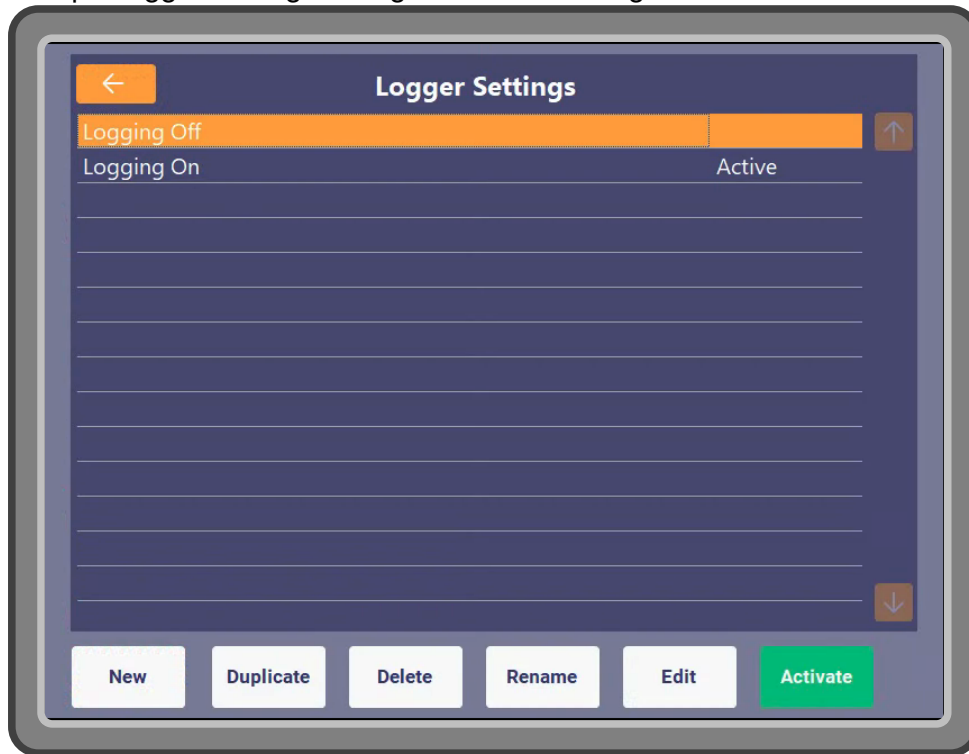 Logger Settings
Logging Off
Logging On Active
New Duplicate Delete Rename Edit Activate